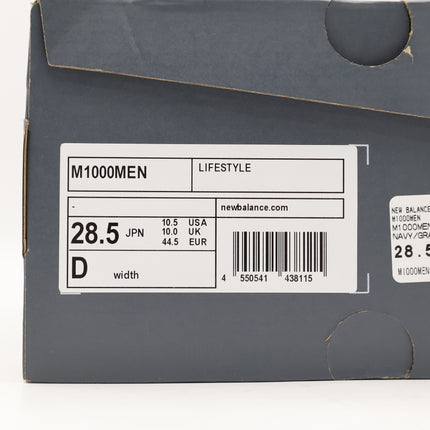 M1000MEN LIFESTYLE
-
newbalance.com
28.5 JPN
10.5 USA
10.0 UK
44.5 EUR
D width
4 550541 438115
NEW BALANCE
M1000MEN
M1000MEN
NAVY/GRA
28.5
M1000MEN